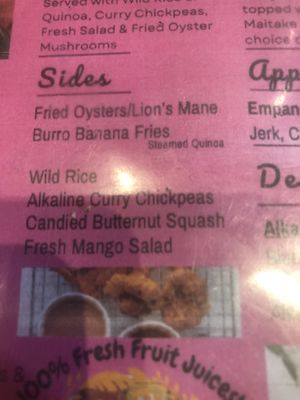 Served with Wild Rice or
Quinoa, Curry Chickpeas,
Fresh Salad & Fried Oyster
Mushrooms
topped w
Maitake
Sides
Fried Oysters/Lion's Mane
Burro Banana Fries
Steamed Quinoa
Wild Rice
Alkaline Curry Chickpeas
Candied Butternut Squash
Fresh Mango Salad
App
Empan
Jerk, C
De
Alka
100% Fresh Fruit Juices
s &